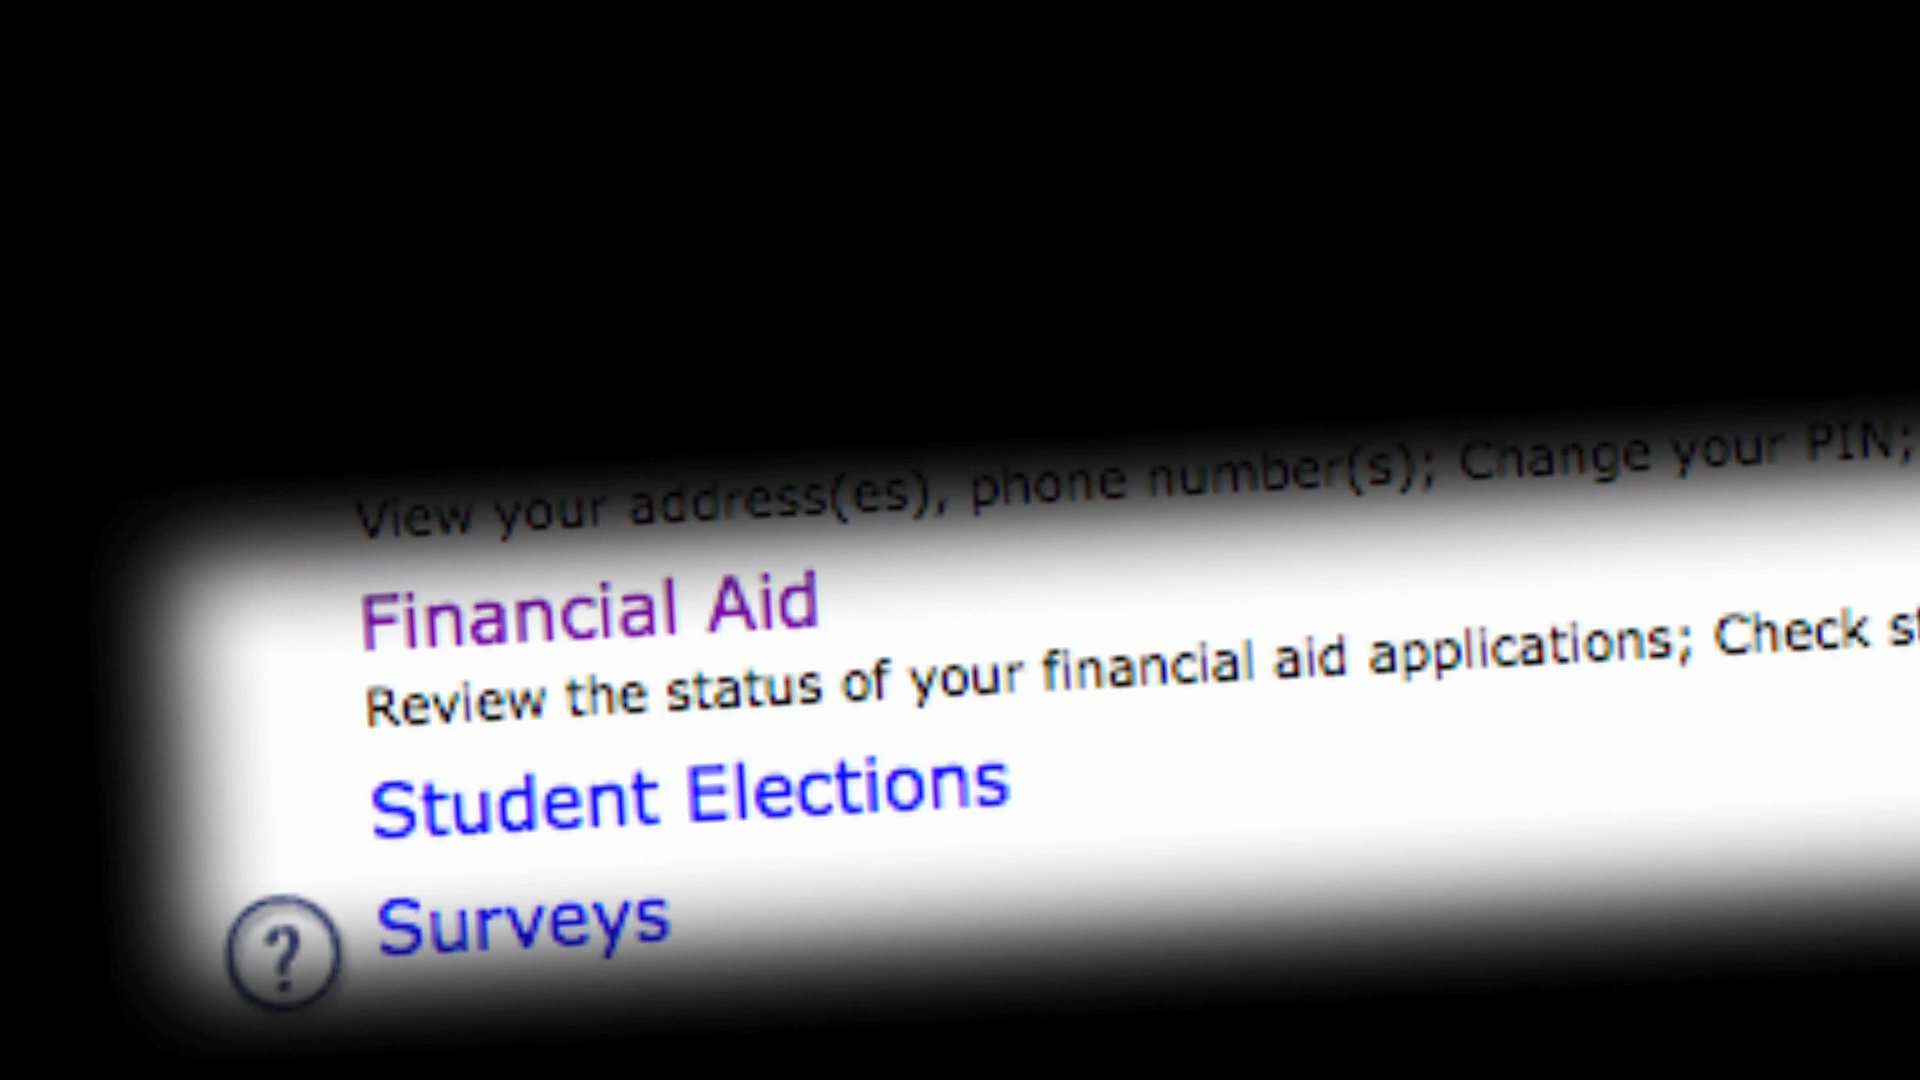 View your address(es), phone number(s); Change your PIN;
Financial Aid
Review the status of your financial aid applications; Check
Student Elections
? Surveys